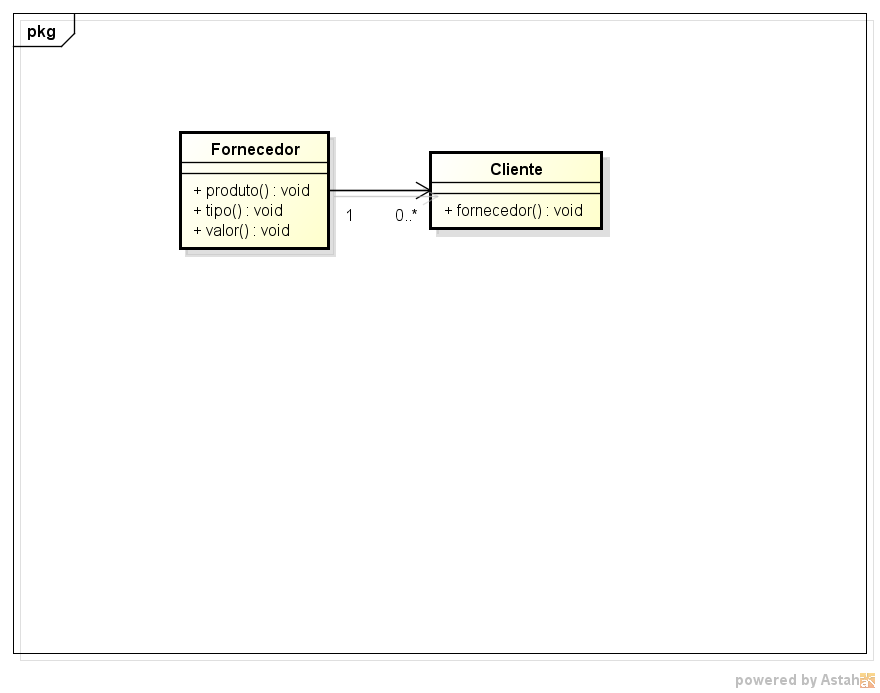 pkg
Fornecedor
+ produto() : void
+ tipo() : void
+ valor() : void
1
0..*
Cliente
+ fornecedor() : void
powered by Astah